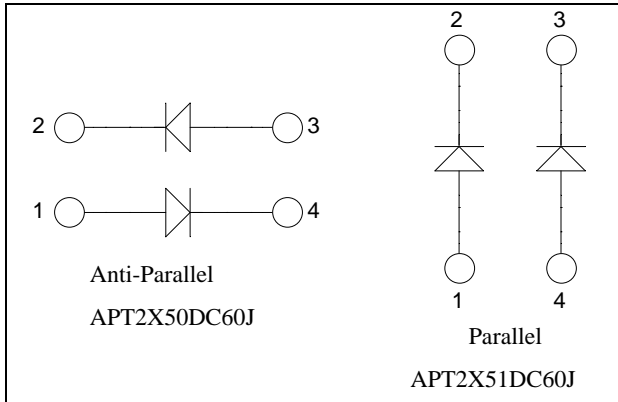 2 3
1 4
Anti-Parallel
APT2X50DC60J
2 3
1 4
Parallel
APT2X51DC60J